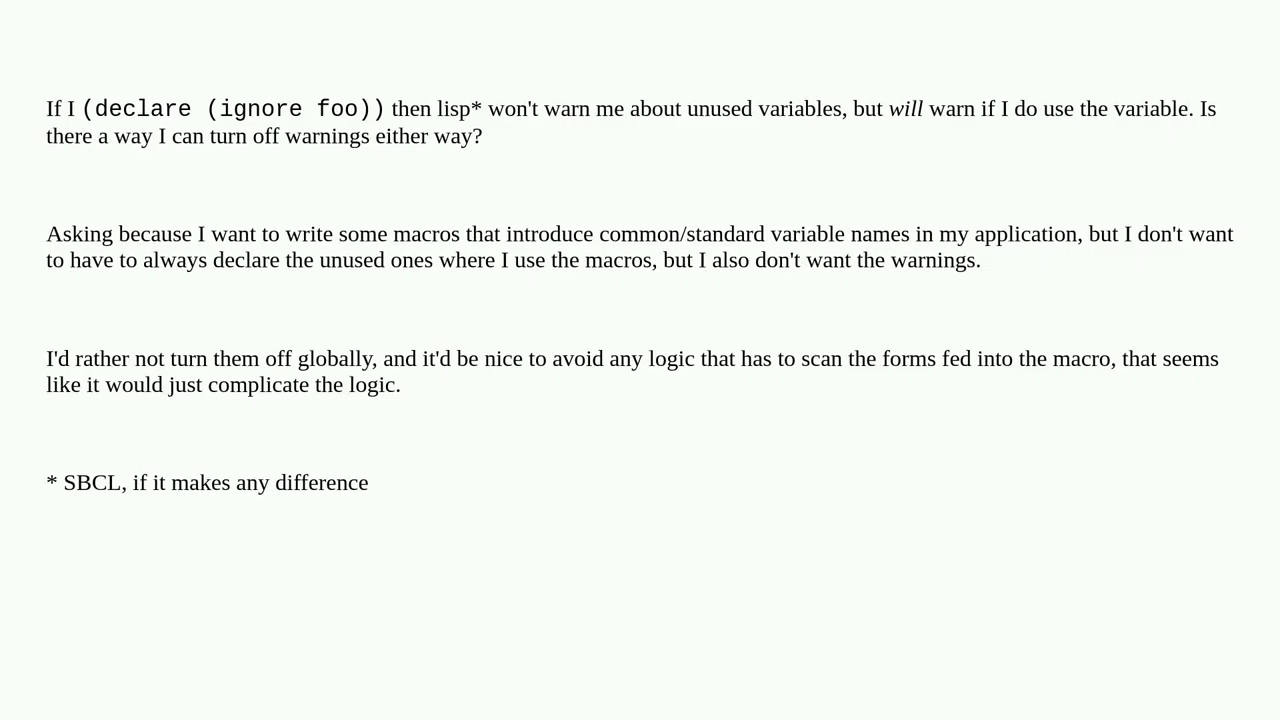 If I (declare (ignore foo)) then lisp* won't warn me about unused variables, but will warn if I do use the variable. Is
there a way I can turn off warnings either way?
Asking because I want to write some macros that introduce common/standard variable names in my application, but I don't want
to have to always declare the unused ones where I use the macros, but I also don't want the warnings.
I'd rather not turn them off globally, and it'd be nice to avoid any logic that has to scan the forms fed into the macro, that seems
like it would just complicate the logic.
* SBCL, if it makes any difference